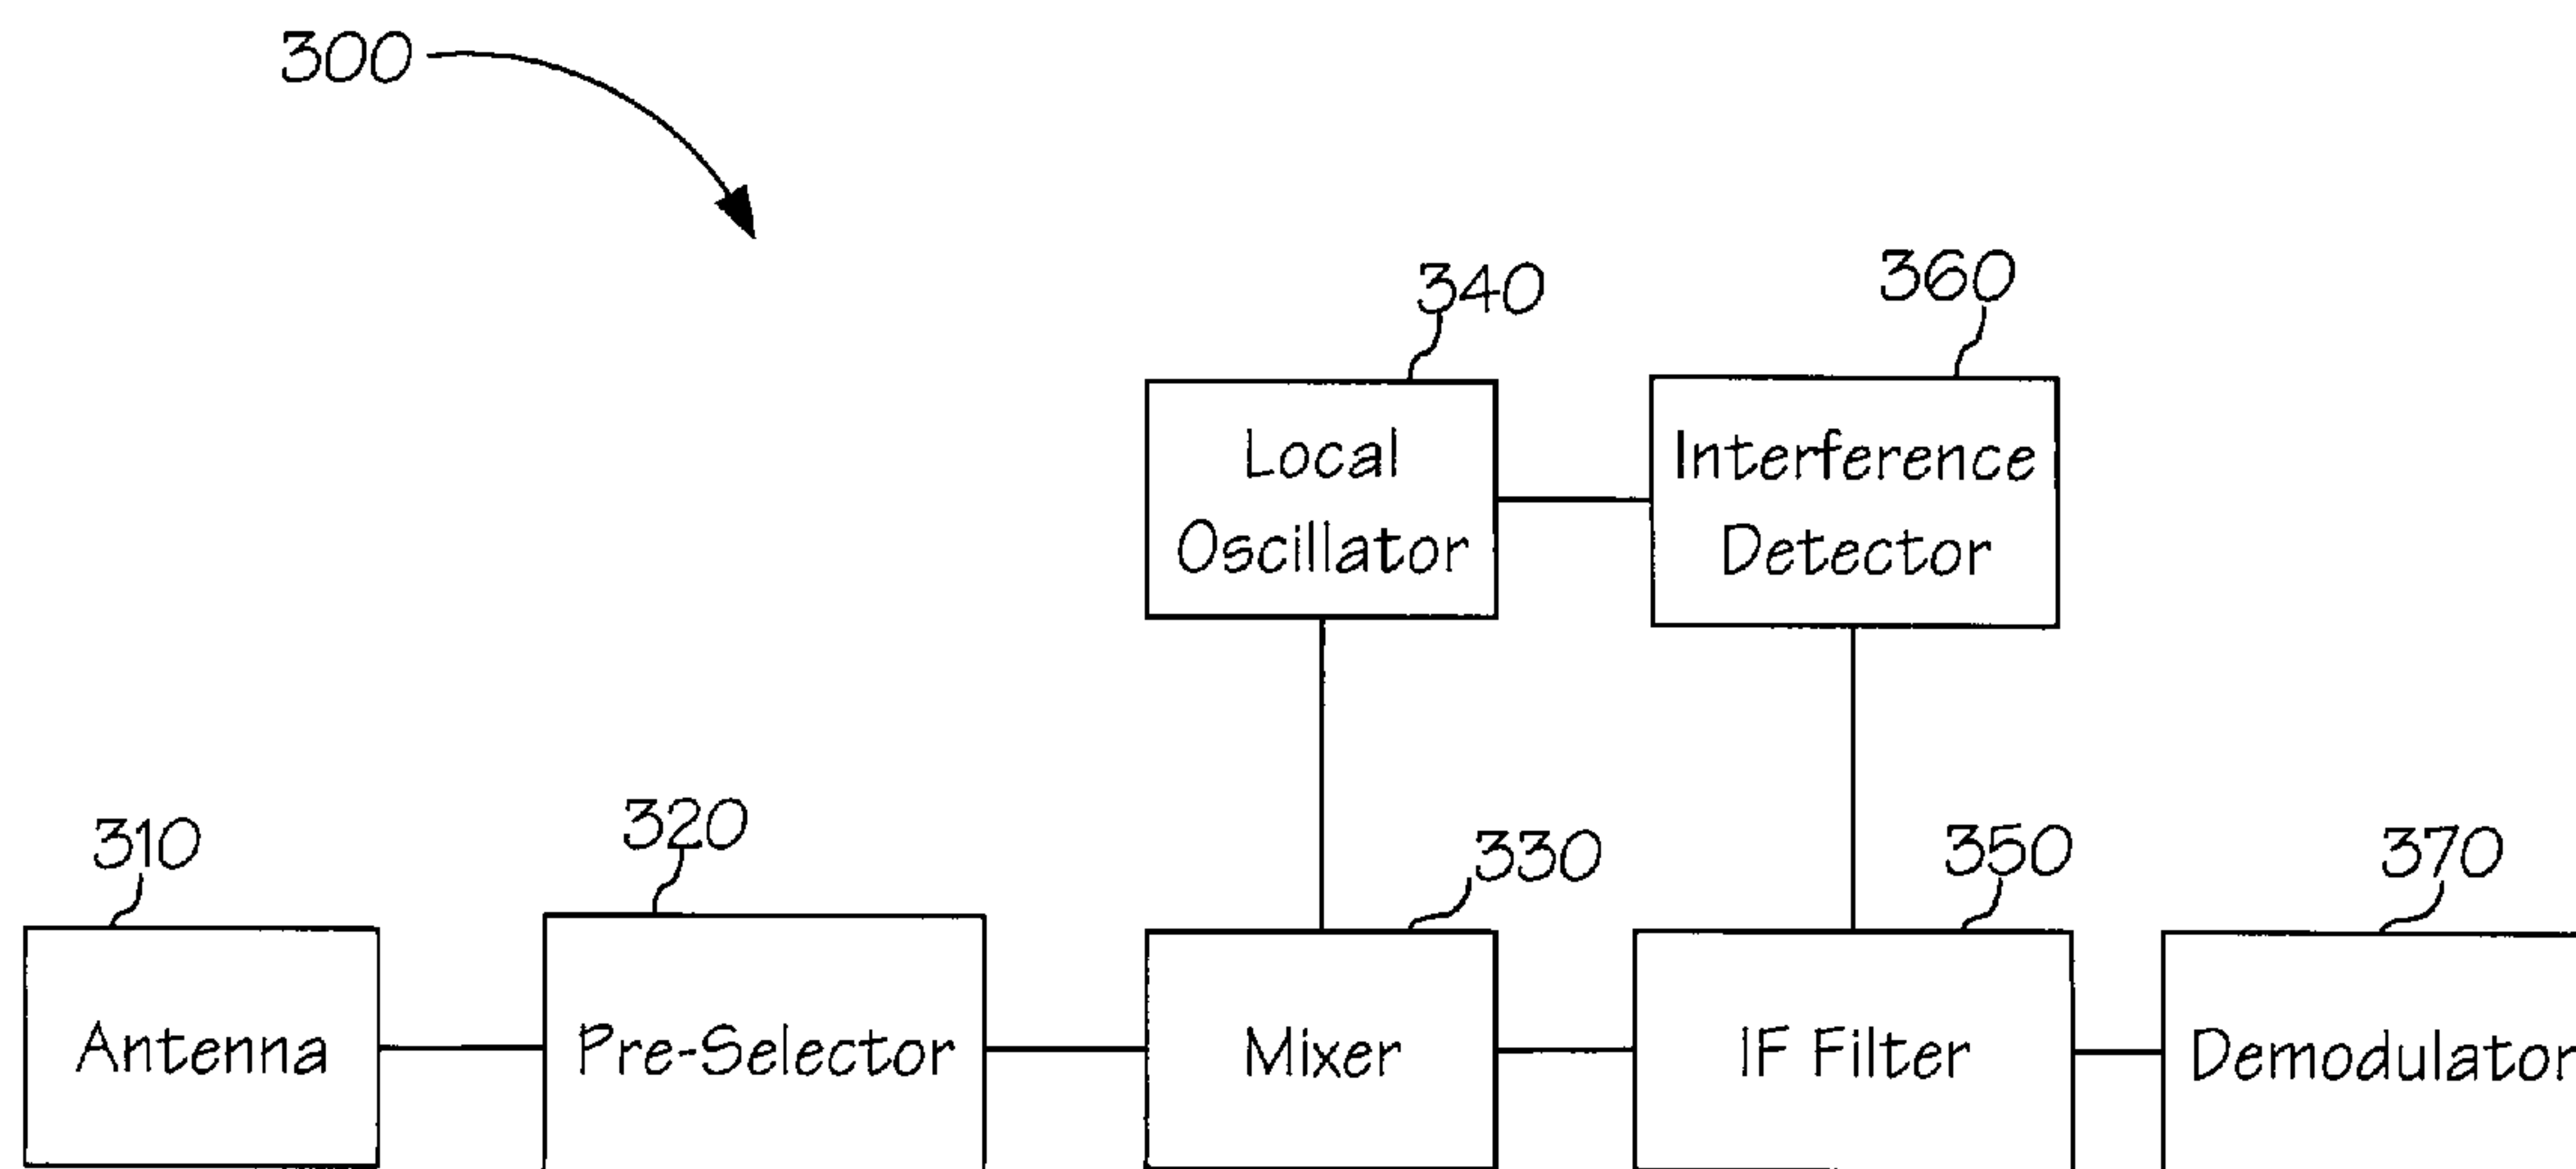 300
340
360
Local
Oscillator
Interference
Detector
310
320
330
350
370
Antenna
Pre-Selector
Mixer
IF Filter
Demodulator